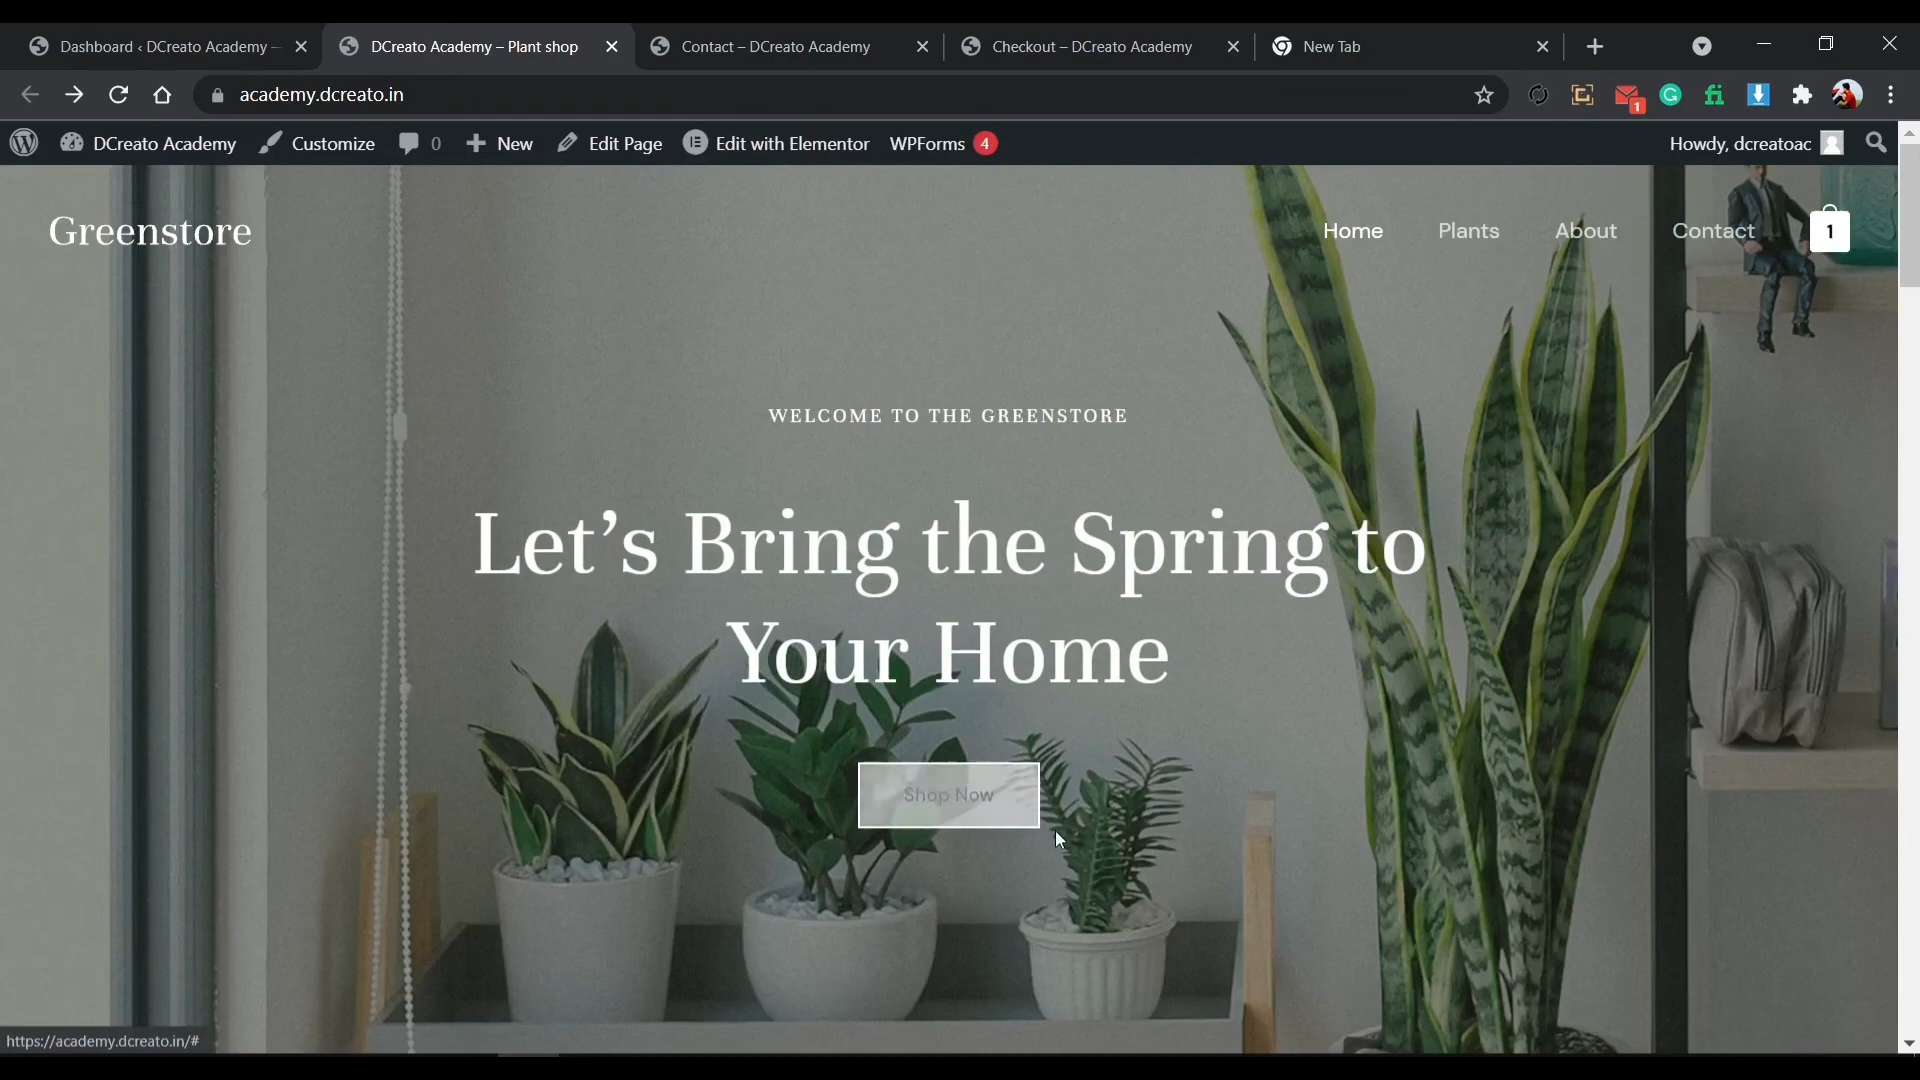 Dashboard ‹ DCreato Academy –
DCreato Academy – Plant shop
Contact – DCreato Academy
Checkout – DCreato Academy
New Tab
academy.dcreato.in
1
DCreato Academy
Customize
0
New
Edit Page
Edit with Elementor
WPForms 4
Howdy, dcreatoac
Greenstore
Home
Plants
About
Contact
1
WELCOME TO THE GREENSTORE
Let’s Bring the Spring to
Your Home
Shop Now
https://academy.dcreato.in/#